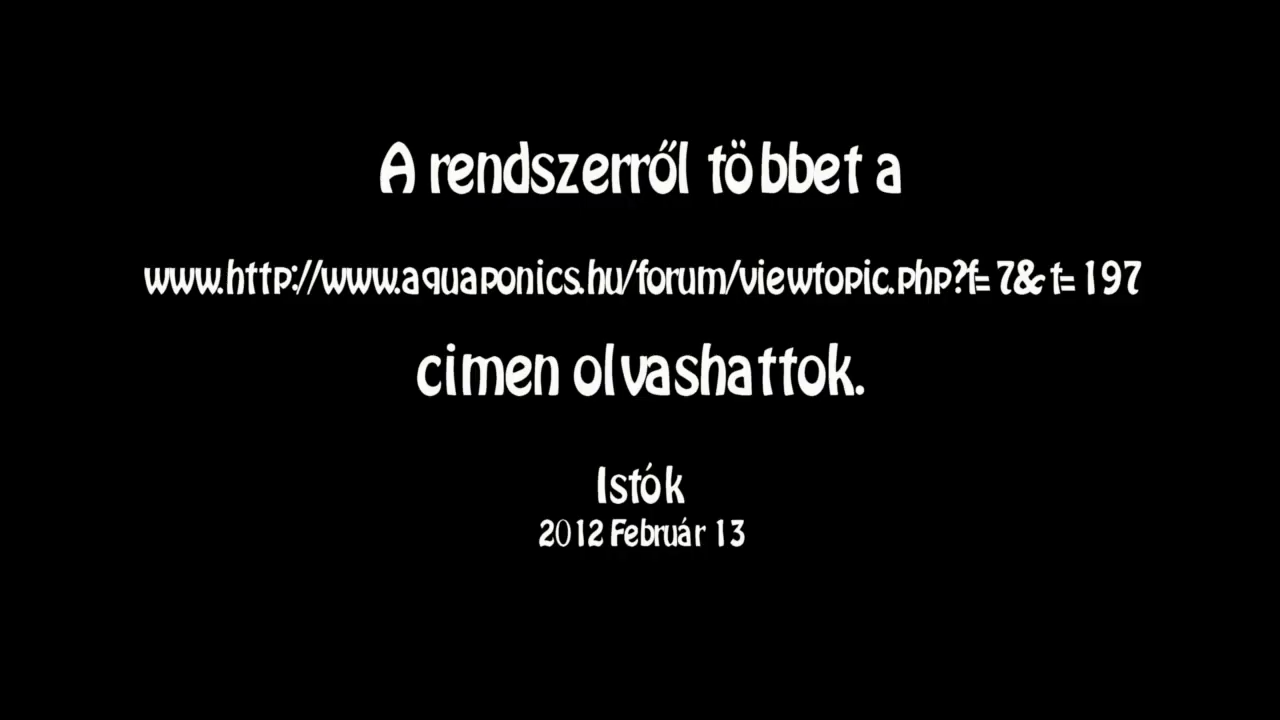 A rendszerről többet a
www.http://www.aquaponics.hu/forum/viewtopic.php?f=7&t=197
cimen olvashattok.
Istók
2012 Február 13